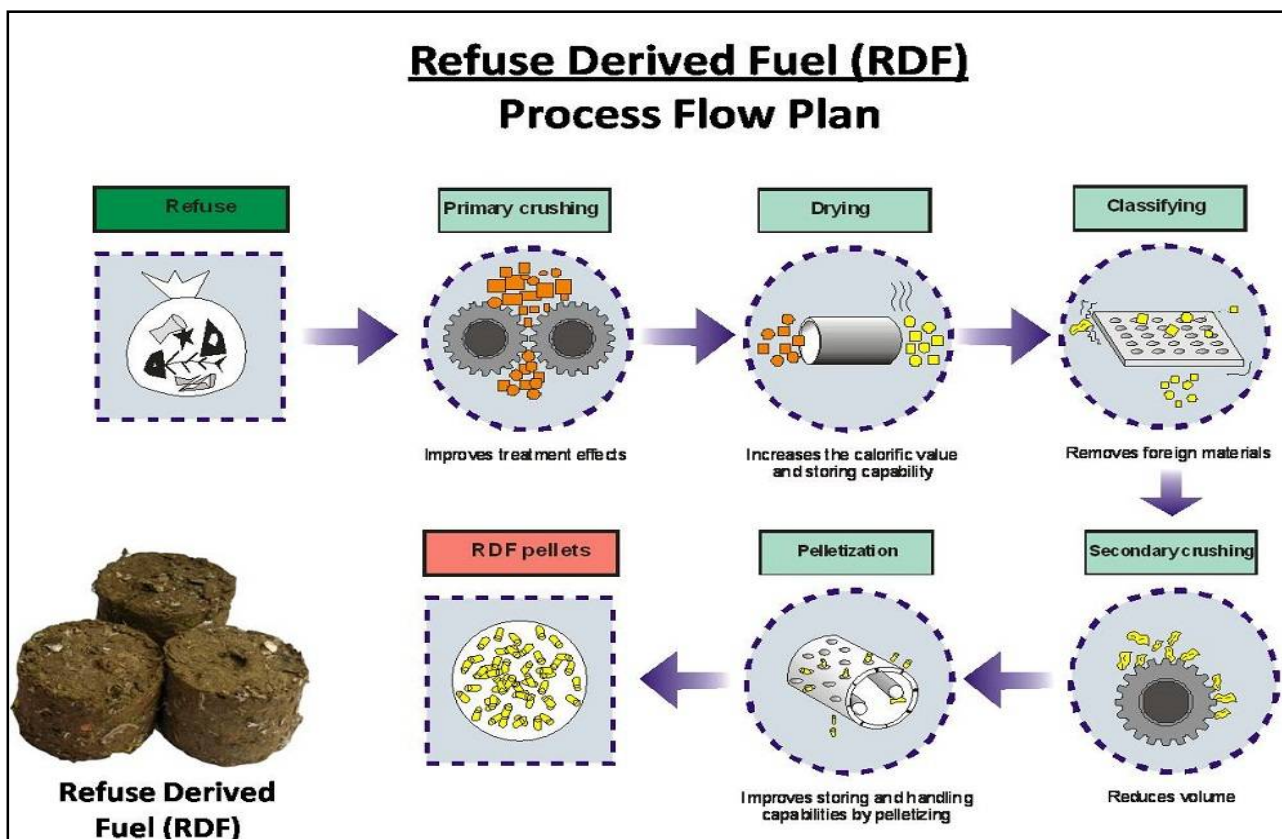 Refuse Derived Fuel (RDF)
Process Flow Plan
Refuse
Primary crushing
Improves treatment effects
Drying
Increases the calorific value
and storing capability
Classifying
Removes foreign materials
Secondary crushing
Reduces volume
Pelletization
Improves storing and handling
capabilities by pelletizing
RDF pellets
Refuse Derived
Fuel (RDF)